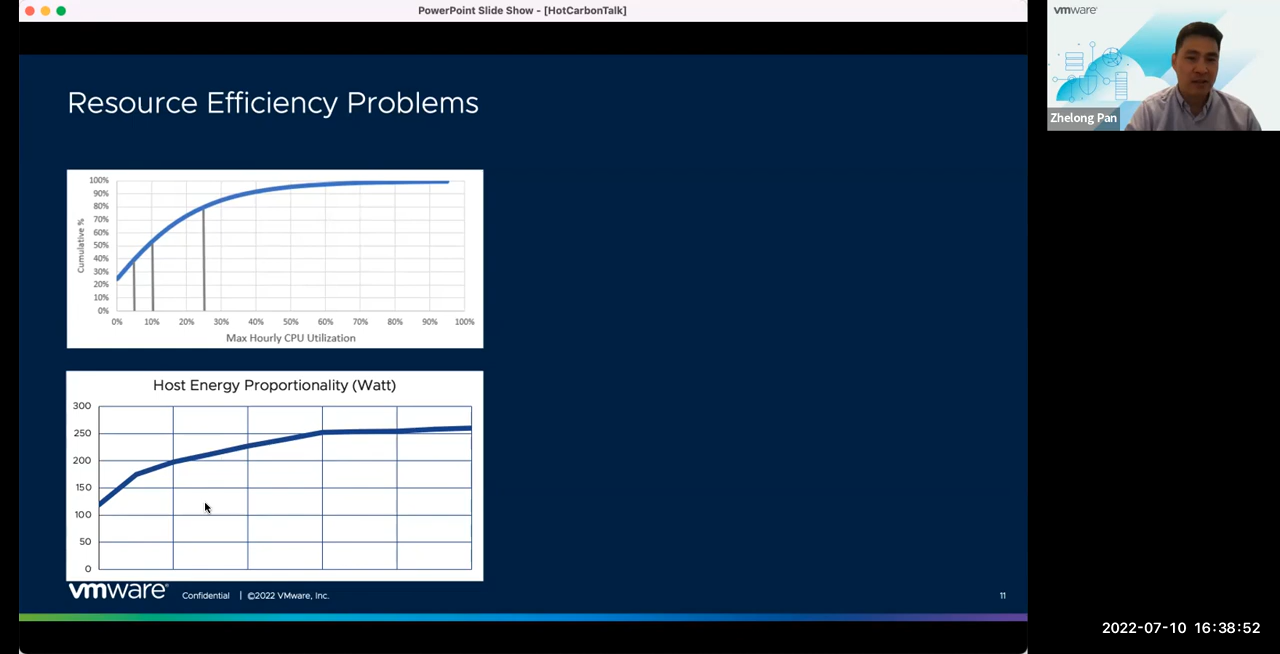 PowerPoint Slide Show - [HotCarbonTalk]
vmware
Zhelong Pan
Resource Efficiency Problems
100%
90%
80%
70%
60%
50%
40%
30%
20%
10%
0%
Cumulative %
0% 10% 20% 30% 40% 50% 60% 70% 80% 90% 100%
Max Hourly CPU Utilization
Host Energy Proportionality (Watt)
300
250
200
150
100
50
0
vmware Confidential | ©2022 VMware, Inc. 11
2022-07-10 16:38:52